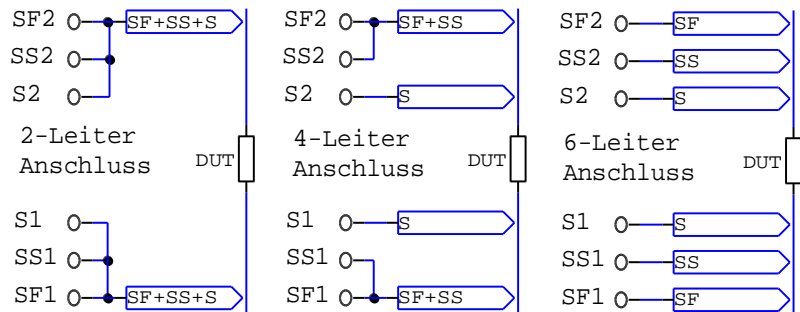 SF2 SF+SS+S
SS2
S2
2-Leiter
Anschluss
DUT
S1
SS1
SF1 SF+SS+S
SF2 SF+SS
SS2
S2 S
4-Leiter
Anschluss
DUT
S1 S
SS1
SF1 SF+SS
SF2 SF
SS2 SS
S2 S
6-Leiter
Anschluss
DUT
S1 S
SS1 SS
SF1 SF